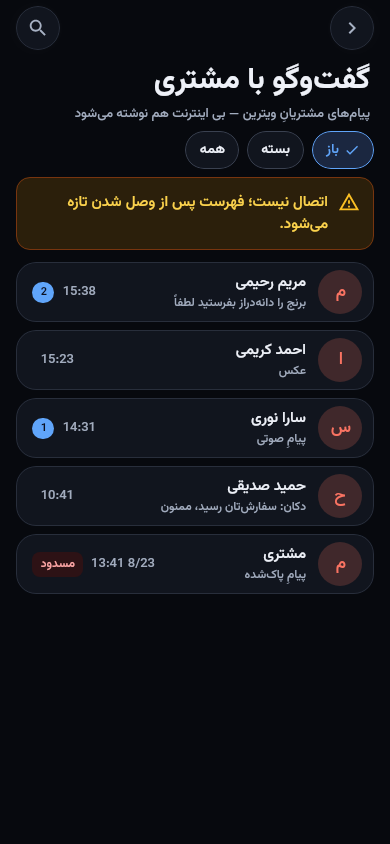 گفت‌وگو با مشتری
پیام‌های مشتریانِ ویترین — بی اینترنت هم نوشته می‌شود
باز
بسته
همه
اتصال نیست؛ فهرست پس از وصل شدن تازه
می‌شود.
م
مریم رحیمی
15:38
2
برنج را دانه‌دراز بفرستید لطفاً
ا
احمد کریمی
15:23
عکس
س
سارا نوری
14:31
1
پیام صوتی
ح
حمید صدیقی
10:41
دکان: سفارش‌تان رسید، ممنون
م
مشتری
8/23 13:41
مسدود
پیام پاک‌شده